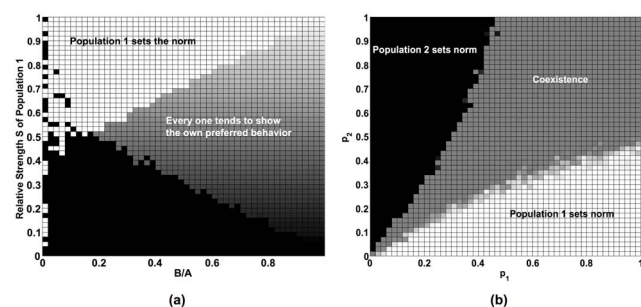 Population 1 sets the norm
Every one tends to show
the own preferred behavior
Relative Strength S of Population 1
1
0.9
0.8
0.7
0.6
0.5
0.4
0.3
0.2
0.1
0
0 0.2 0.4 0.6 0.8
B/A
(a)
Population 2 sets norm
Coexistence
Population 1 sets norm
p2
1
0.9
0.8
0.7
0.6
0.5
0.4
0.3
0.2
0.1
0
0 0.2 0.4 0.6 0.8 1
p1
(b)